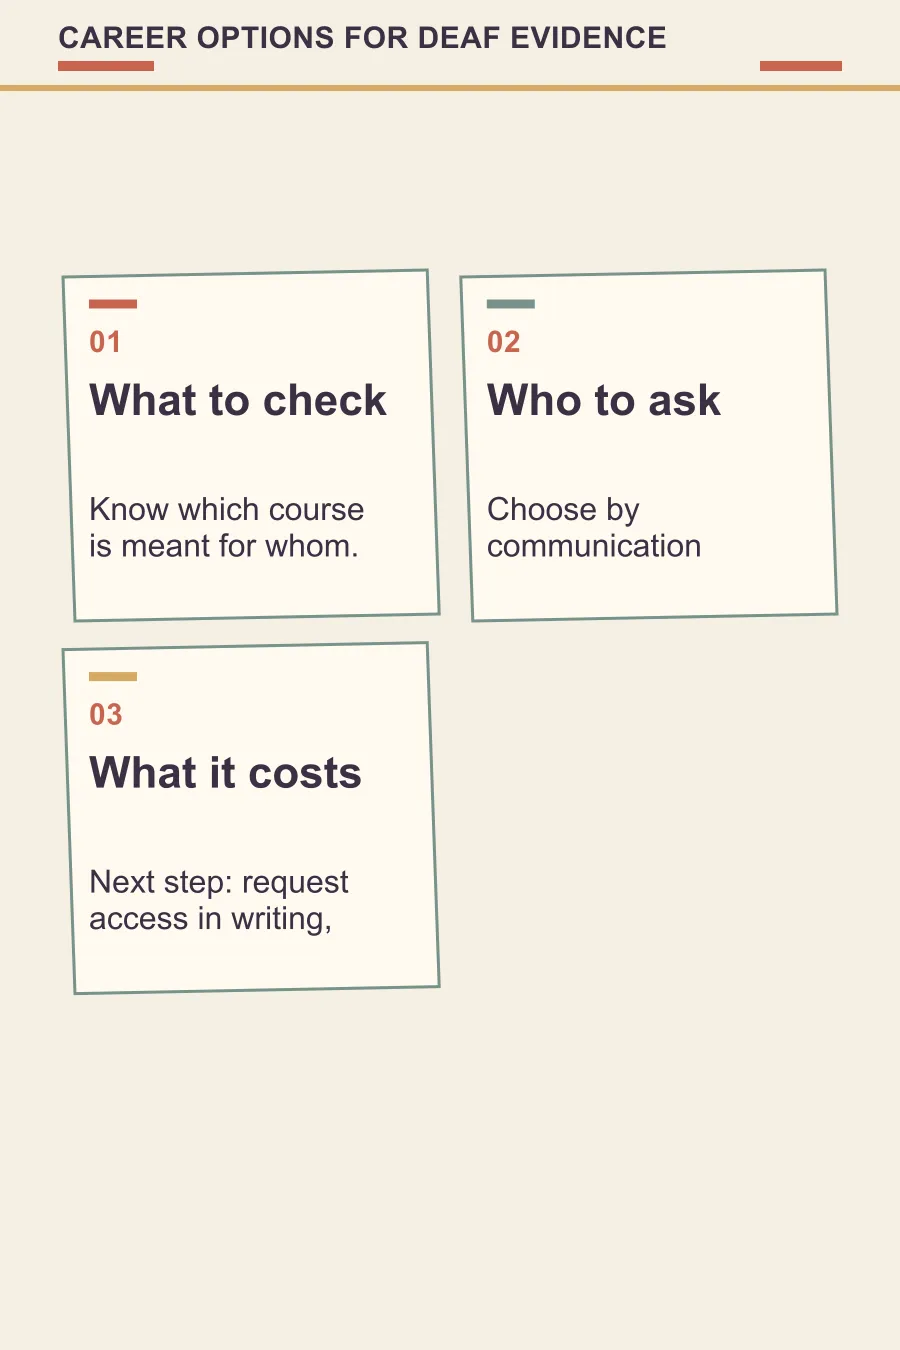 CAREER OPTIONS FOR DEAF EVIDENCE
01
What to check
Know which course
is meant for whom.
02
Who to ask
Choose by
communication
03
What it costs
Next step: request
access in writing,